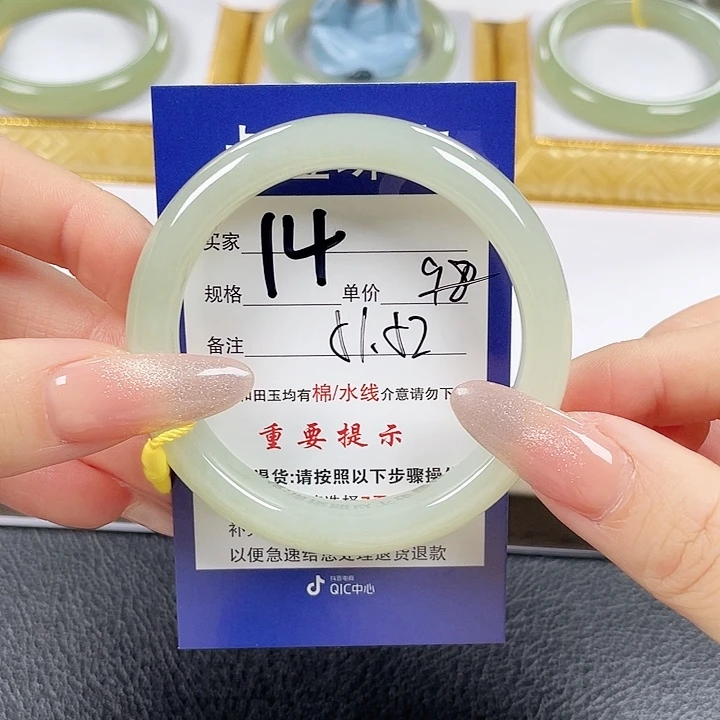 买家 14
规格 单价 98
备注
和田玉均有棉/水线介意请勿下
重要提示
退货:请按照以下步骤操作
以便急速给您处理退货退款
抖音电商
QIC中心